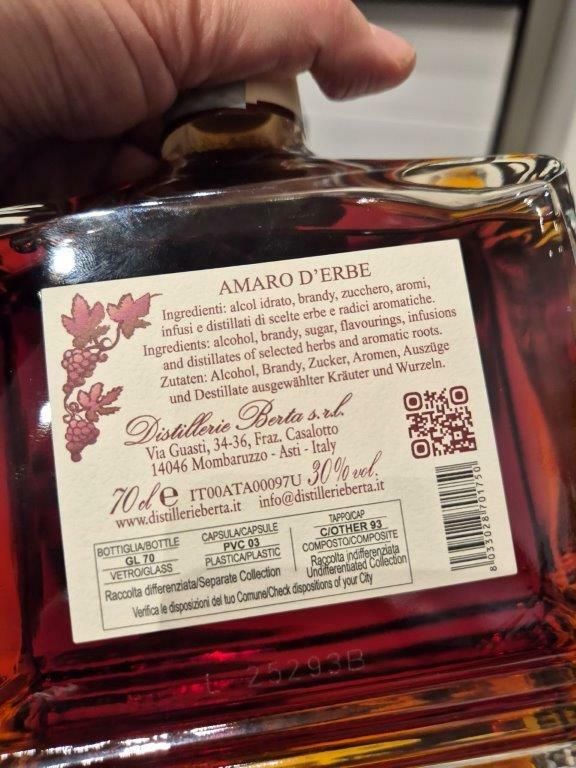 AMARO D'ERBE
Ingredienti: alcol idrato, brandy, zucchero, aromi,
infusi e distillati di scelte erbe e radici aromatiche.
Ingredients: alcohol, brandy, sugar, flavourings, infusions
and distillates of selected herbs and aromatic roots.
Zutaten: Alcohol, Brandy, Zucker, Aromen, Auszüge
und Destillate ausgewählter Kräuter und Wurzeln.
Distillerie Berta s.r.l.
Via Guasti, 34-36, Fraz. Casalotto
14046 Mombaruzzo - Asti - Italy
70 cl e IT00ATA00097U 30% vol.
www.distillerieberta.it info@distillerieberta.it
BOTTIGLIA/BOTTLE
GL 70
VETRO/GLASS
CAPSULA/CAPSULE
PVC 03
PLASTICA/PLASTIC
TAPPO/CAP
C/OTHER 93
COMPOSTO/COMPOSITE
Raccolta differenziata/Separate Collection
Raccolta indifferenziata
Undifferentiated Collection
Verifica le disposizioni del tuo Comune/Check dispositions of your City
8 033028 701750
L 25293B